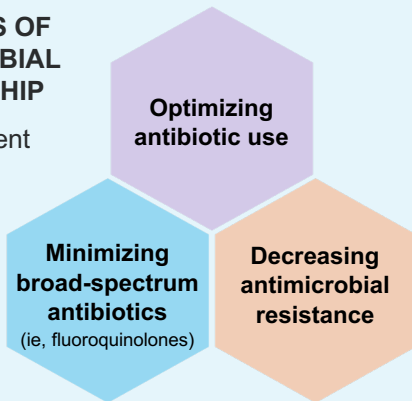 S OF
BIAL
HIP
ent
Optimizing
antibiotic use
Minimizing
broad-spectrum
antibiotics
(ie, fluoroquinolones)
Decreasing
antimicrobial
resistance